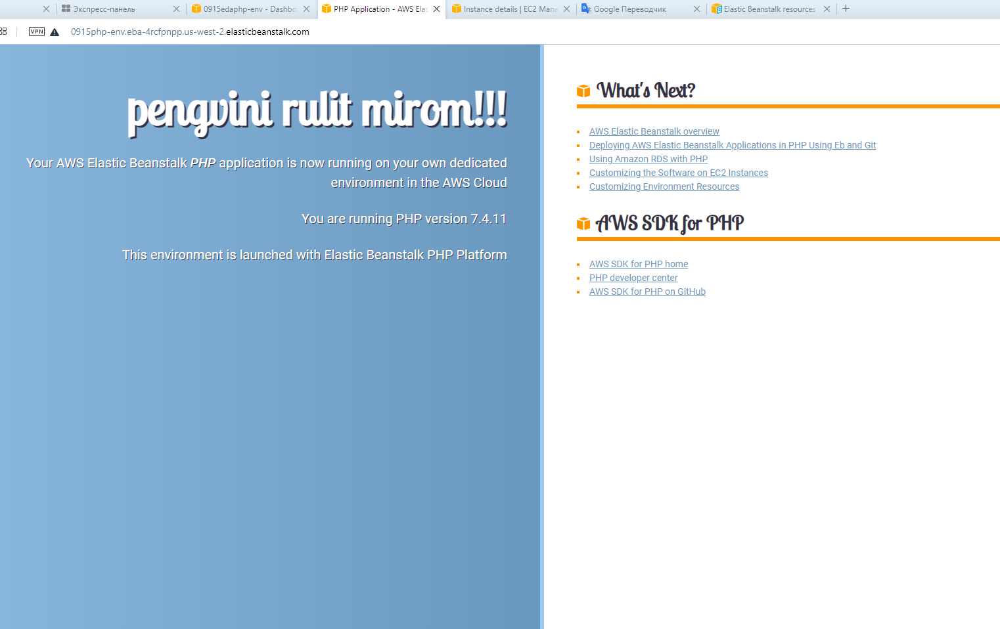 Экспресс-панель
0915edaphp-env - Dashbo
PHP Application - AWS Elas
Instance details | EC2 Mana
Google Переводчик
Elastic Beanstalk resources
VPN
0915php-env.eba-4rcfpnpp.us-west-2.elasticbeanstalk.com
pengvini rulit mirom!!!
Your AWS Elastic Beanstalk PHP application is now running on your own dedicated
environment in the AWS Cloud
You are running PHP version 7.4.11
This environment is launched with Elastic Beanstalk PHP Platform
What's Next?
AWS Elastic Beanstalk overview
Deploying AWS Elastic Beanstalk Applications in PHP Using Eb and Git
Using Amazon RDS with PHP
Customizing the Software on EC2 Instances
Customizing Environment Resources
AWS SDK for PHP
AWS SDK for PHP home
PHP developer center
AWS SDK for PHP on GitHub